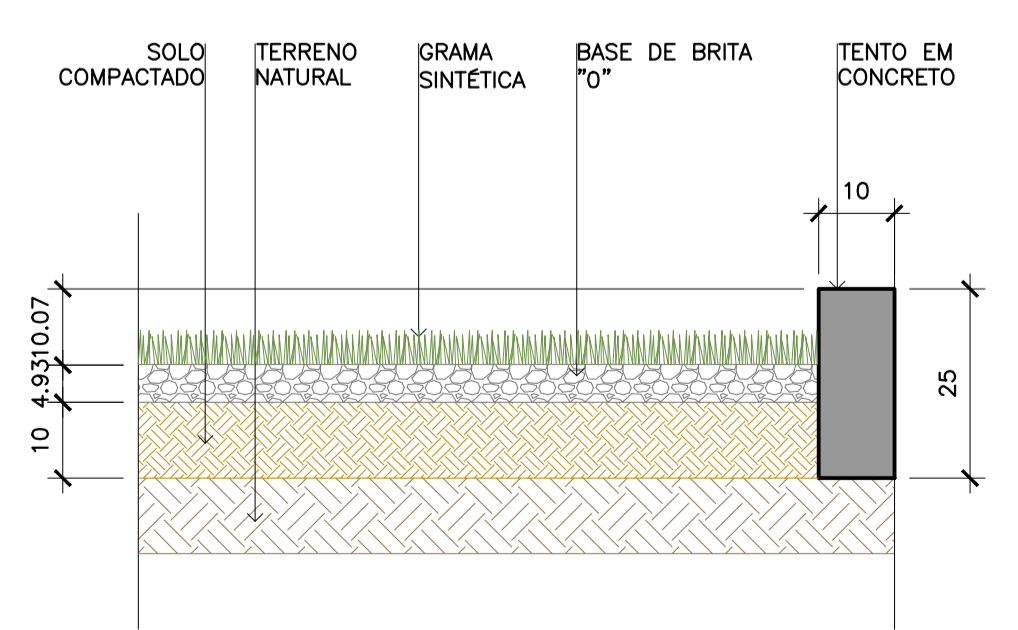 SOLO
COMPACTADO
TERRENO
NATURAL
GRAMA
SINTÉTICA
BASE DE BRITA
"0"
TENTO EM
CONCRETO
10
10.07
4.93
10
25